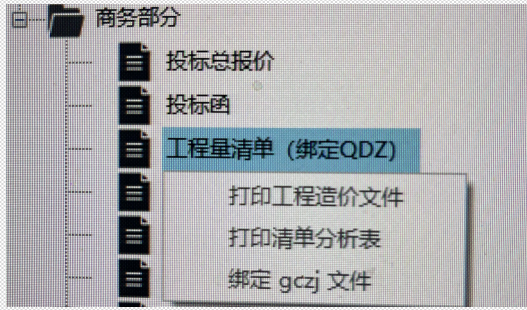 商务部分
投标总报价
投标函
工程量清单（绑定QDZ）
打印工程造价文件
打印清单分析表
绑定 gczj 文件